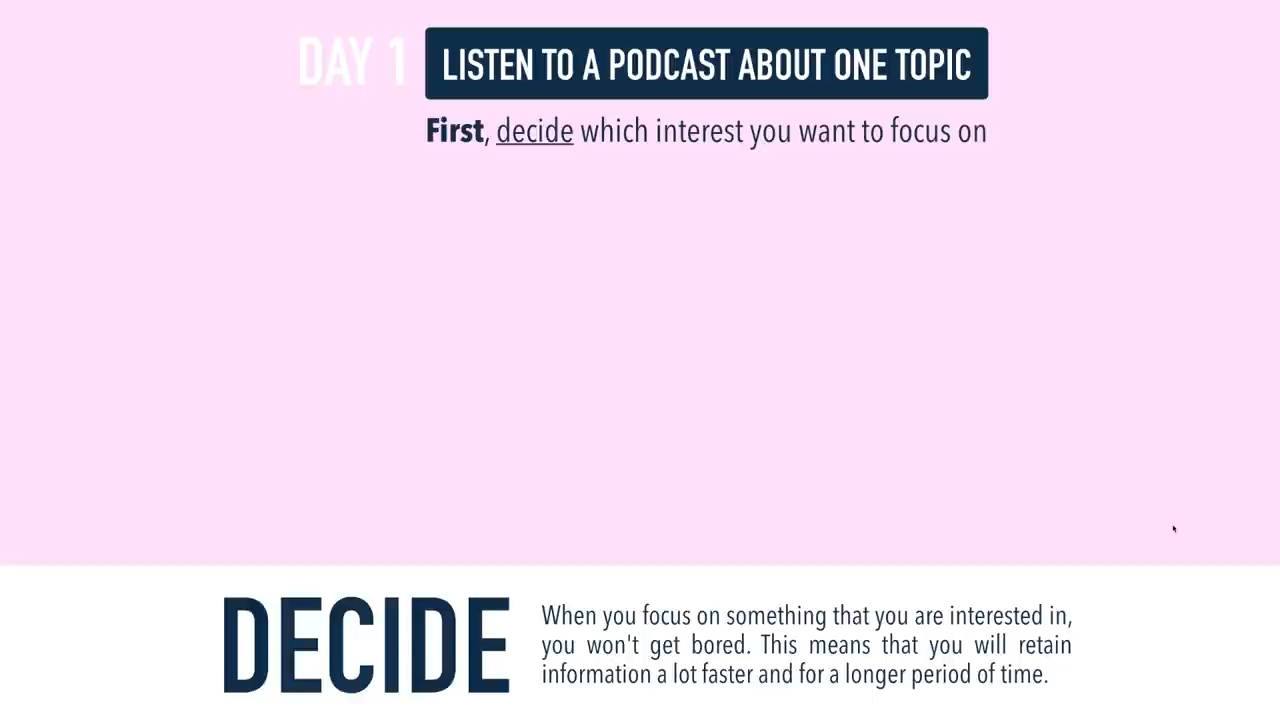 DAY 1 LISTEN TO A PODCAST ABOUT ONE TOPIC
First, decide which interest you want to focus on
DECIDE
When you focus on something that you are interested in,
you won't get bored. This means that you will retain
information a lot faster and for a longer period of time.